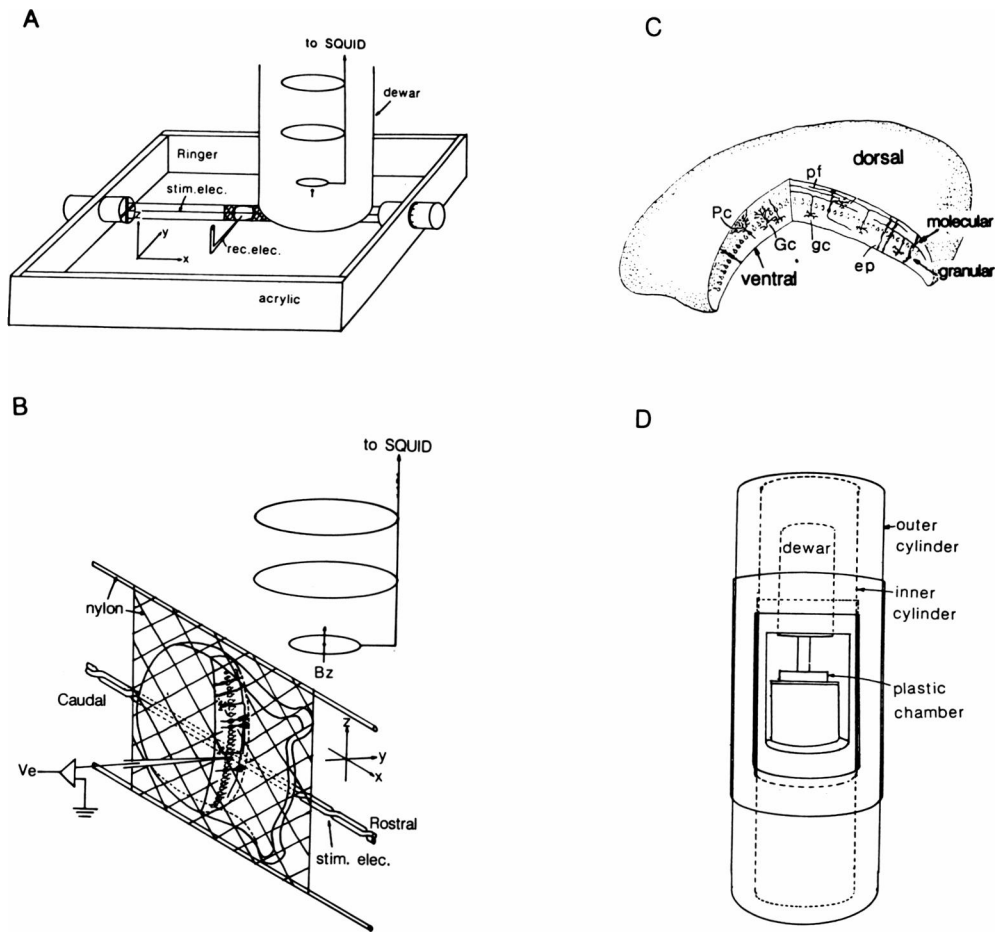 A
to SQUID
dewar
Ringer
stim.elec.
z
y
x
rec.elec.
acrylic
B
to SQUID
nylon
Bz
Caudal
z
y
x
Ve
Rostral
stim. elec.
C
dorsal
pf
Pc
molecular
Gc
gc
ep
granular
ventral
D
outer
cylinder
dewar
inner
cylinder
plastic
chamber